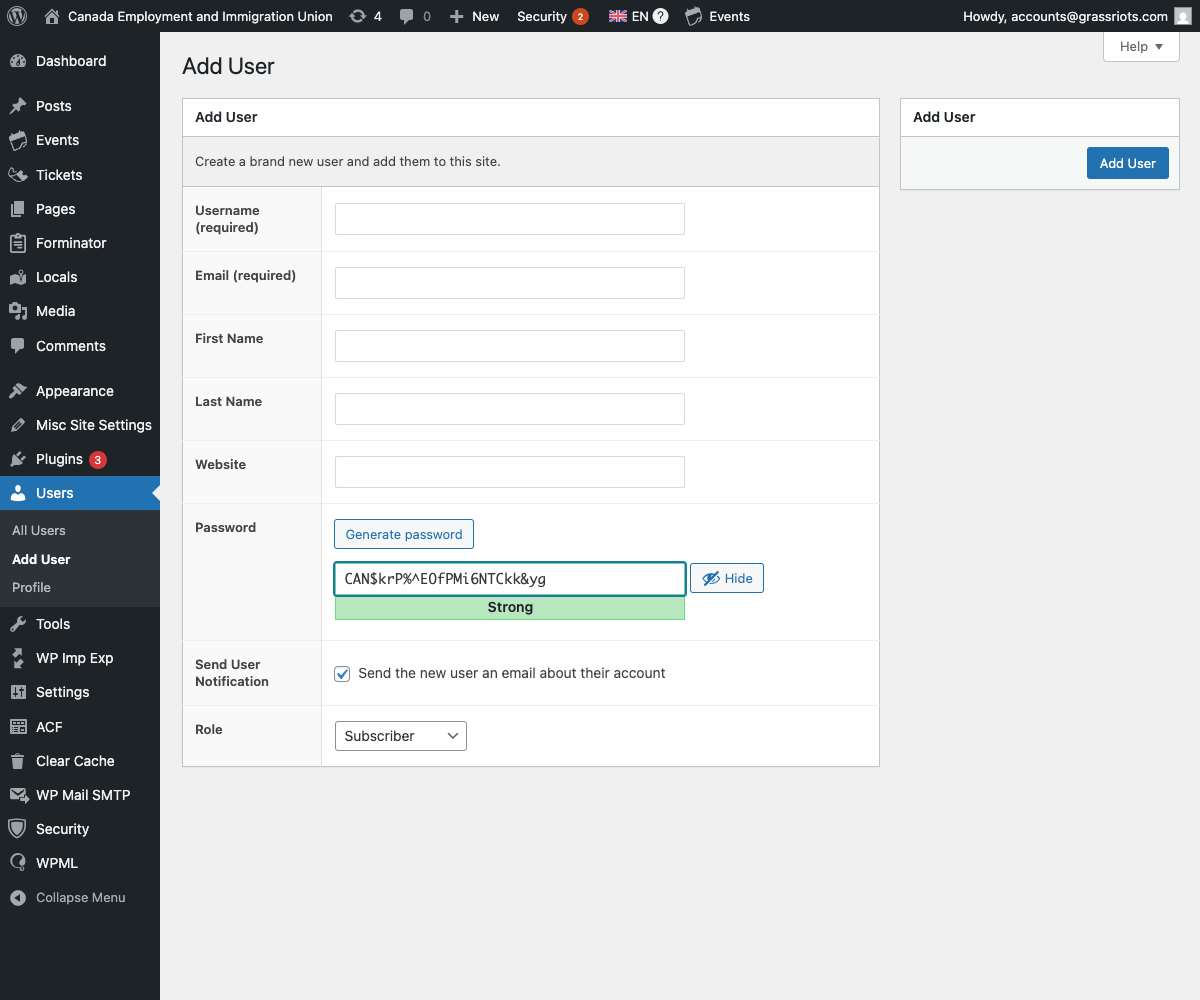 Canada Employment and Immigration Union 4 0 New Security 2 EN ? Events Howdy, accounts@grassriots.com
Help
Dashboard
Posts
Events
Tickets
Pages
Forminator
Locals
Media
Comments
Appearance
Misc Site Settings
Plugins 3
Users
All Users
Add User
Profile
Tools
WP Imp Exp
Settings
ACF
Clear Cache
WP Mail SMTP
Security
WPML
Collapse Menu
Add User
Add User
Create a brand new user and add them to this site.
Username
(required)
Email (required)
First Name
Last Name
Website
Password
Generate password
CAN$krP%^EOfPMi6NTCkk&yg
Hide
Strong
Send User
Notification
Send the new user an email about their account
Role
Subscriber
Add User
Add User